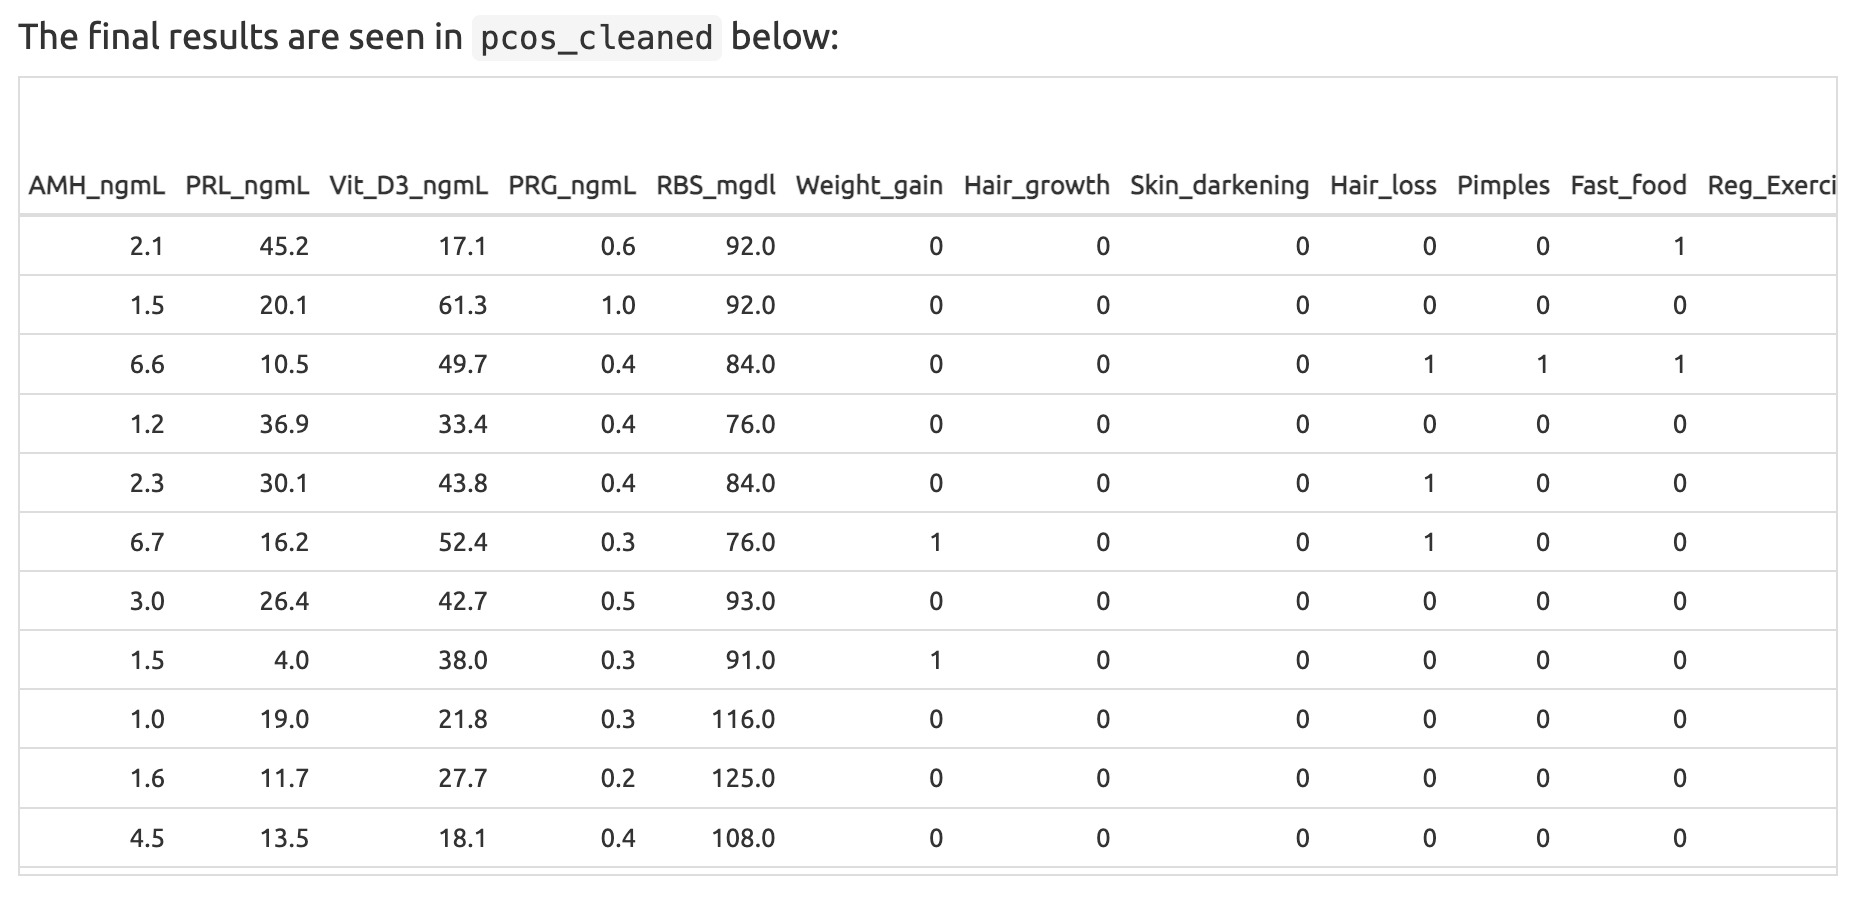 The final results are seen in pcos_cleaned below:
AMH_ngmL PRL_ngmL Vit_D3_ngmL PRG_ngmL RBS_mgdl Weight_gain Hair_growth Skin_darkening Hair_loss Pimples Fast_food Reg_Exerci
2.1 45.2 17.1 0.6 92.0 0 0 0 0 0 1
1.5 20.1 61.3 1.0 92.0 0 0 0 0 0 0
6.6 10.5 49.7 0.4 84.0 0 0 0 1 1 1
1.2 36.9 33.4 0.4 76.0 0 0 0 0 0 0
2.3 30.1 43.8 0.4 84.0 0 0 0 1 0 0
6.7 16.2 52.4 0.3 76.0 1 0 0 1 0 0
3.0 26.4 42.7 0.5 93.0 0 0 0 0 0 0
1.5 4.0 38.0 0.3 91.0 1 0 0 0 0 0
1.0 19.0 21.8 0.3 116.0 0 0 0 0 0 0
1.6 11.7 27.7 0.2 125.0 0 0 0 0 0 0
4.5 13.5 18.1 0.4 108.0 0 0 0 0 0 0